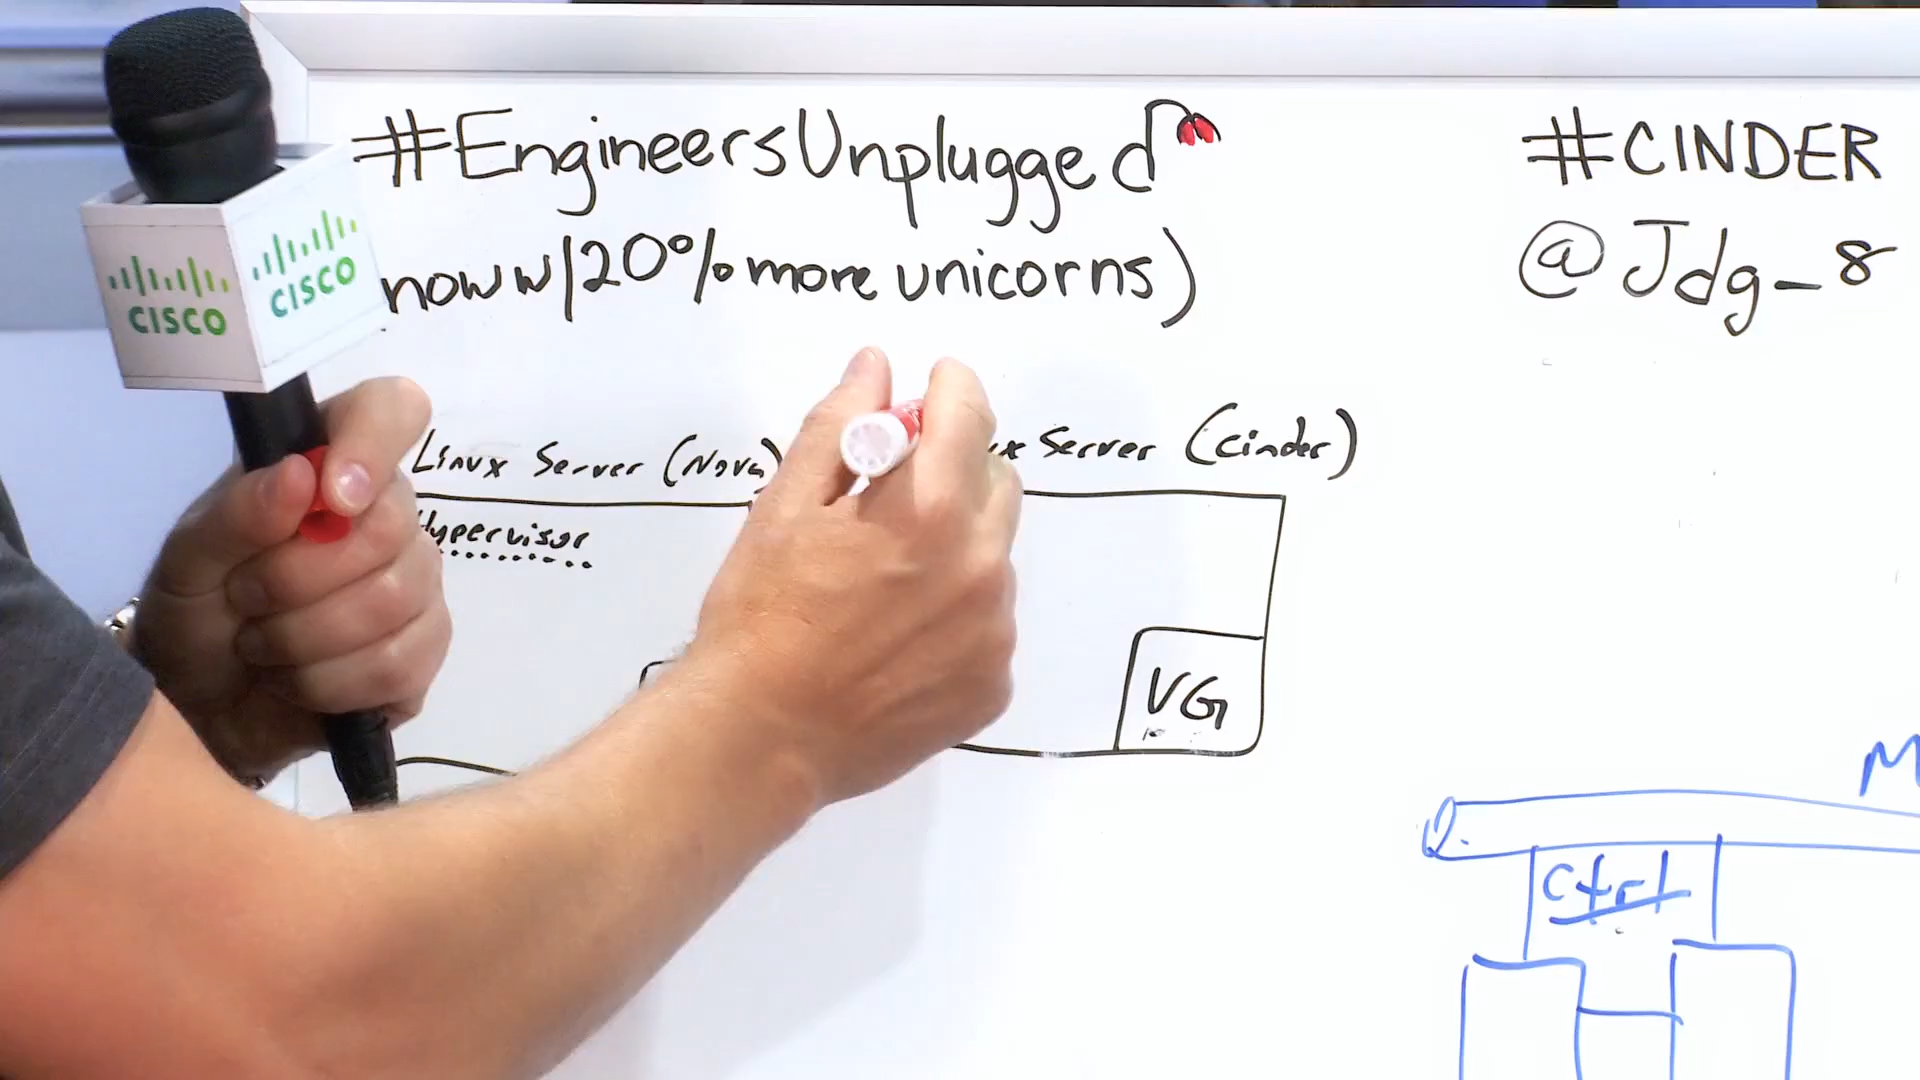 #EngineersUnplugged
now w/20% more unicorns)
#CINDER
@Jdg_8
CISCO
CISCO
Linux Server (Nova)
Server (Cinder)
Hypervisor
VG
Ctrl